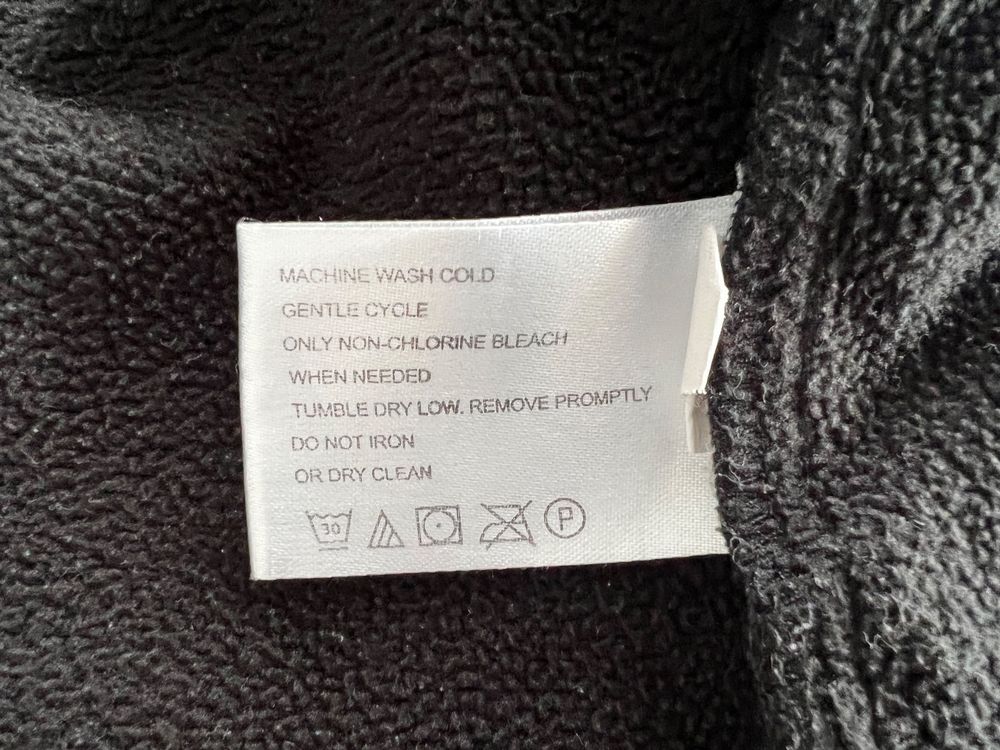 MACHINE WASH COLD
GENTLE CYCLE
ONLY NON-CHLORINE BLEACH
WHEN NEEDED
TUMBLE DRY LOW. REMOVE PROMPTLY
DO NOT IRON
OR DRY CLEAN
30 P